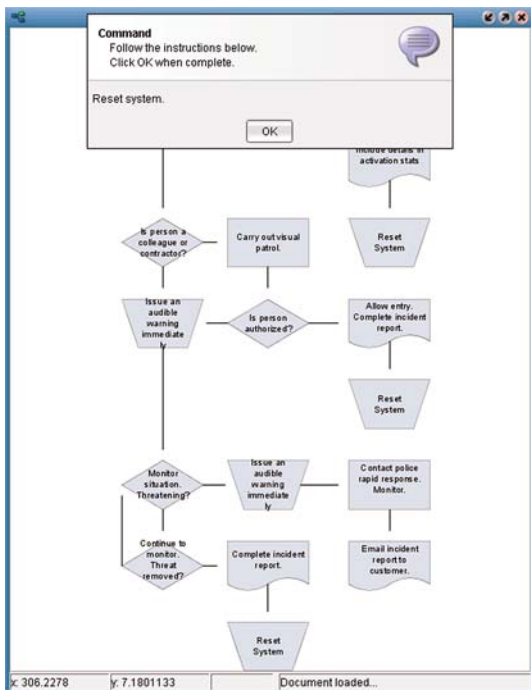 Command
Follow the instructions below.
Click OK when complete.
Reset system.
OK
include details in
activation stats
Reset
System
Is person a
colleague or
contractor?
Carry out visual
patrol.
Issue an
audible
warning
immediate
ly
Is person
authorized?
Allow entry.
Complete incident
report.
Reset
System
Monitor
situation.
Threatening?
Issue an
audible
warning
immediate
ly
Contact police
rapid response.
Monitor.
Continue to
monitor.
Threat
removed?
Complete incident
report.
Email incident
report to
customer.
Reset
System
x: 306.2278
y: 7.1801133
Document loaded...